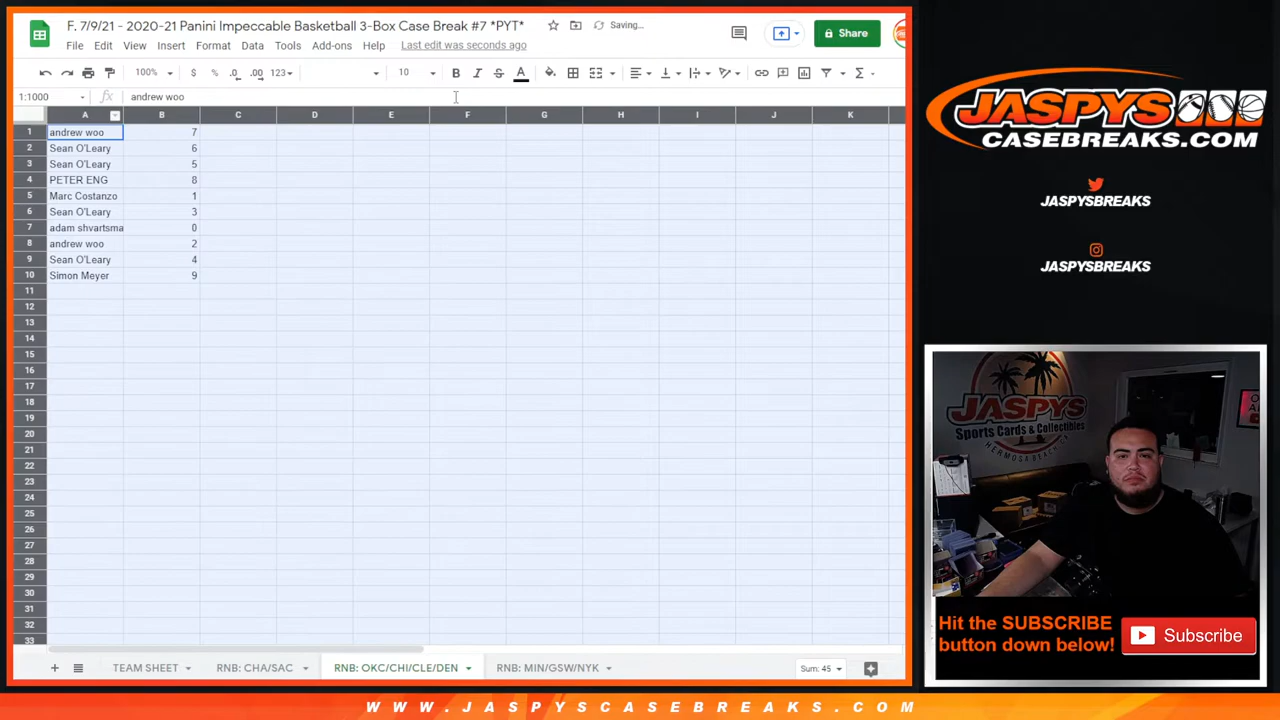 F. 7/9/21 - 2020-21 Panini Impeccable Basketball 3-Box Case Break #7 *PYT*
Saving...
File Edit View Insert Format Data Tools Add-ons Help Last edit was seconds ago
Share
100% $ % .0 .00 123 10 B I S A
1:1000 fx andrew woo
A B C D E F G H I J K
1 andrew woo 7
2 Sean O'Leary 6
3 Sean O'Leary 5
4 PETER ENG 8
5 Marc Costanzo 1
6 Sean O'Leary 3
7 adam shvartsma 0
8 andrew woo 2
9 Sean O'Leary 4
10 Simon Meyer 9
11
12
13
14
15
16
17
18
19
20
21
22
23
24
25
26
27
28
29
30
31
32
33
TEAM SHEET RNB: CHA/SAC RNB: OKC/CHI/CLE/DEN RNB: MIN/GSW/NYK Sum: 45
JASPYS
CASEBREAKS.COM
JASPYSBREAKS
JASPYSBREAKS
JASPYS
Sports Cards & Collectibles
HERMOSA BEACH, CA
Hit the SUBSCRIBE
button down below!
Subscribe
WWW.JASPYSCASEBREAKS.COM